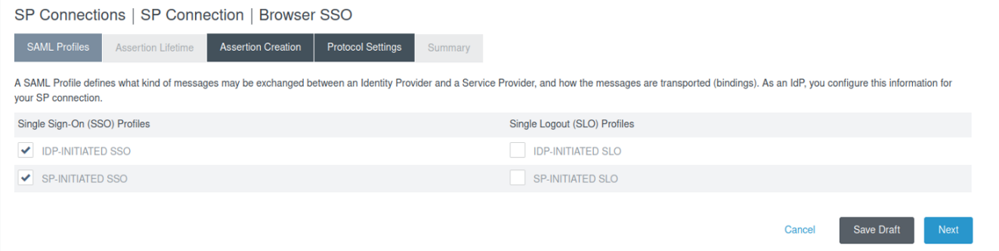 SP Connections | SP Connection | Browser SSO
SAML Profiles Assertion Lifetime Assertion Creation Protocol Settings Summary
A SAML Profile defines what kind of messages may be exchanged between an Identity Provider and a Service Provider, and how the messages are transported (bindings). As an IdP, you configure this information for
your SP connection.
Single Sign-On (SSO) Profiles Single Logout (SLO) Profiles
IDP-INITIATED SSO IDP-INITIATED SLO
SP-INITIATED SSO SP-INITIATED SLO
Cancel Save Draft Next